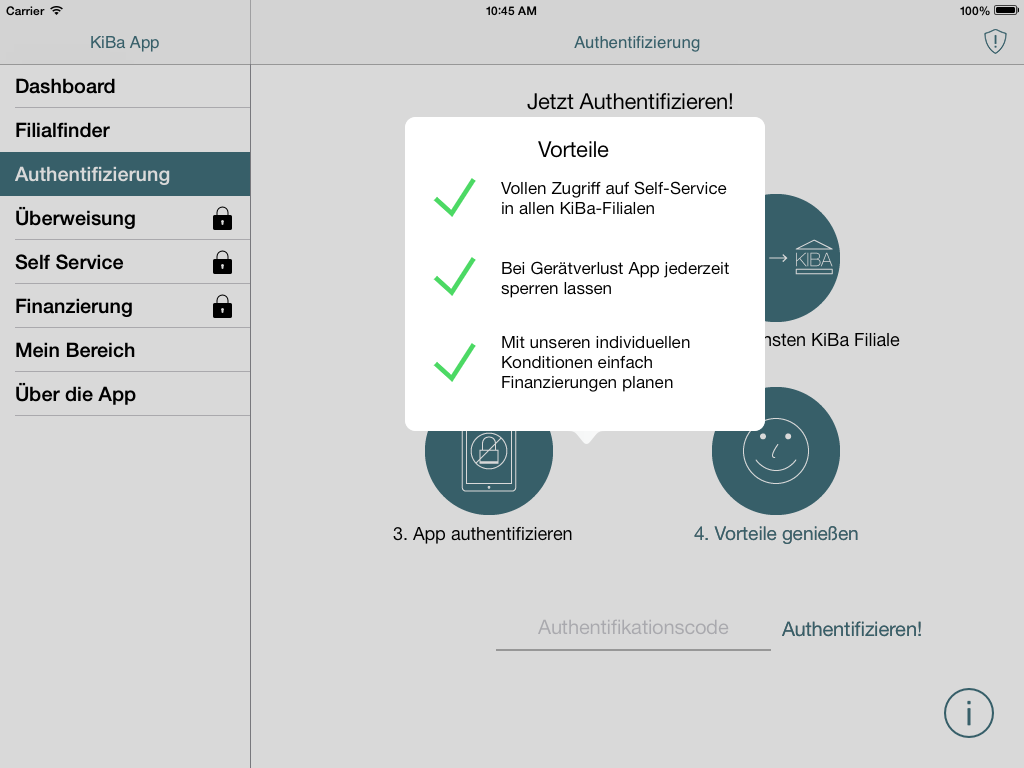 Carrier
10:45 AM
100%
KiBa App
Authentifizierung
Dashboard
Filialfinder
Authentifizierung
Überweisung
Self Service
Finanzierung
Mein Bereich
Über die App
Jetzt Authentifizieren!
Vorteile
Vollen Zugriff auf Self-Service
in allen KiBa-Filialen
Bei Gerätverlust App jederzeit
sperren lassen
Mit unseren individuellen
Konditionen einfach
Finanzierungen planen
KIBA
KiBa Filiale
3. App authentifizieren
4. Vorteile genießen
Authentifikationscode
Authentifizieren!
i